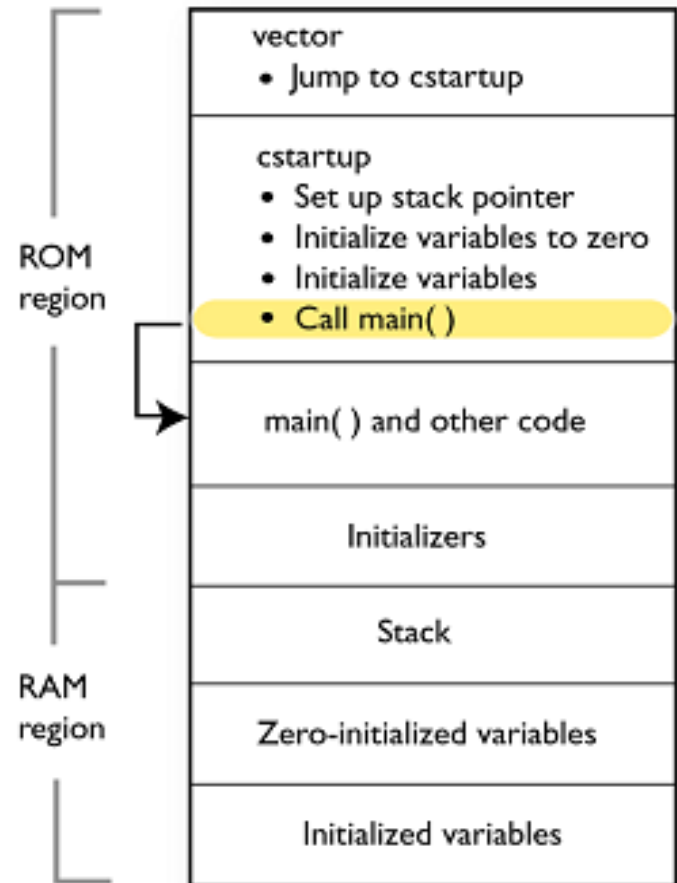 vector
• Jump to cstartup
cstartup
• Set up stack pointer
• Initialize variables to zero
• Initialize variables
• Call main( )
ROM
region
main( ) and other code
Initializers
Stack
RAM
region
Zero-initialized variables
Initialized variables